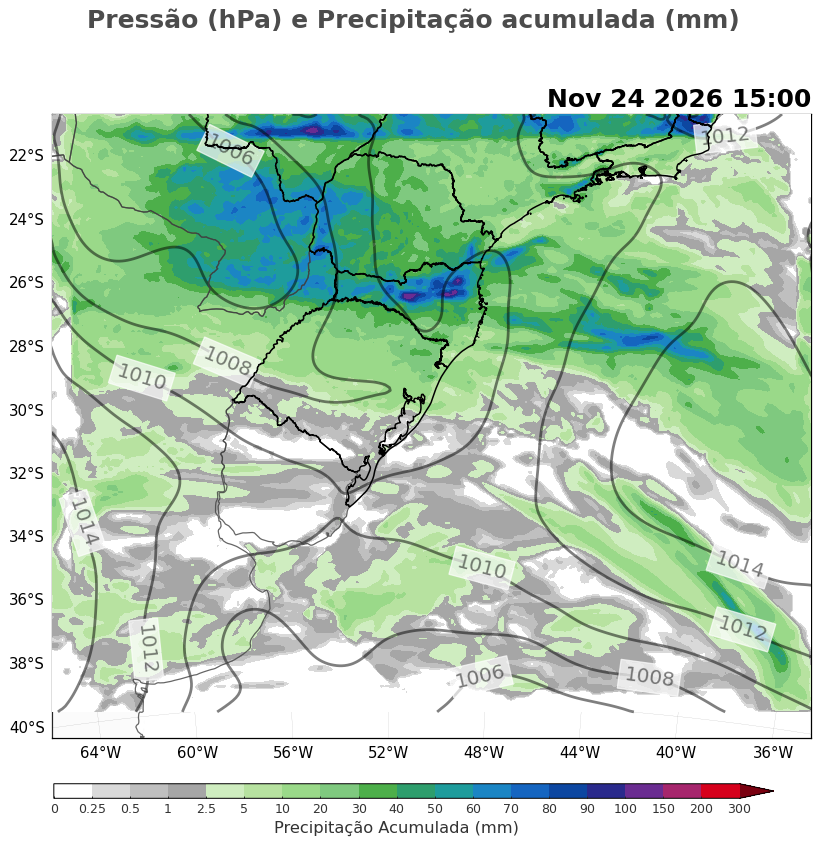 Pressão (hPa) e Precipitação acumulada (mm)
Nov 24 2026 15:00
1006
1012
22°S
24°S
26°S
28°S
30°S
32°S
34°S
36°S
38°S
40°S
1008
1010
1014
1010
1014
1012
1012
1006
1008
64°W 60°W 56°W 52°W 48°W 44°W 40°W 36°W
0 0.25 0.5 1 2.5 5 10 20 30 40 50 60 70 80 90 100 150 200 300
Precipitação Acumulada (mm)